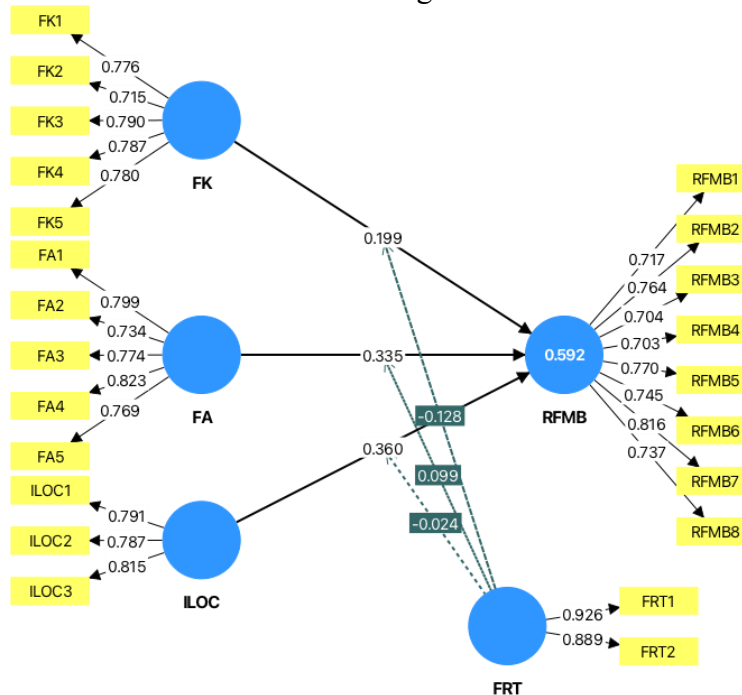 FK1
FK2
FK3
FK4
FK5
0.776
0.715
0.790
0.787
0.780
FK
FA1
FA2
FA3
FA4
FA5
0.799
0.734
0.774
0.823
0.769
FA
ILOC1
ILOC2
ILOC3
0.791
0.787
0.815
ILOC
0.199
0.335
0.360
-0.128
0.099
-0.024
0.592
RFMB
0.717
0.764
0.704
0.703
0.770
0.745
0.816
0.737
RFMB1
RFMB2
RFMB3
RFMB4
RFMB5
RFMB6
RFMB7
RFMB8
FRT
0.926
0.889
FRT1
FRT2